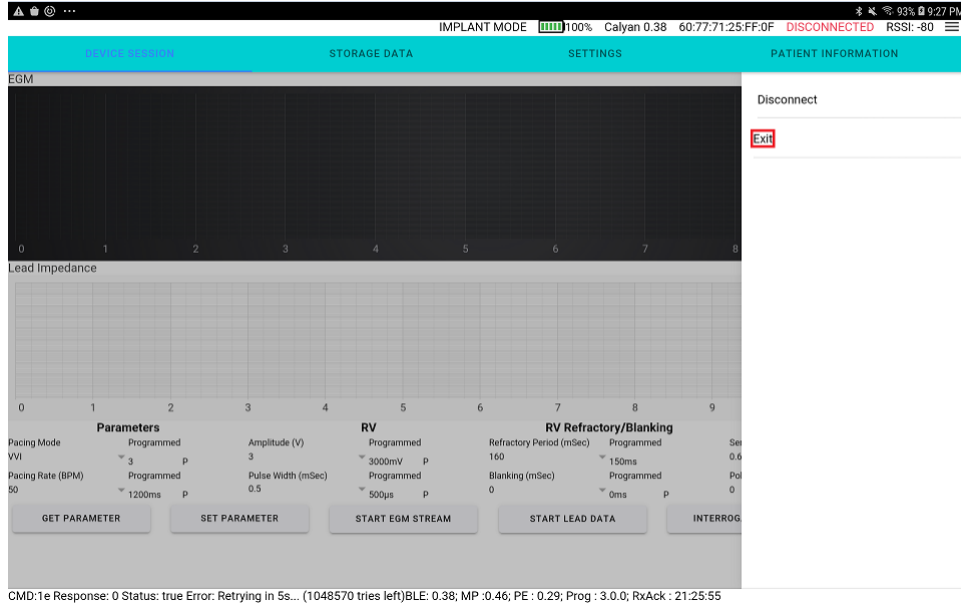 93% 9:27 PM
IMPLANT MODE 100% Calyan 0.38 60:77:71:25:FF:0F DISCONNECTED RSSI: -80
DEVICE SESSION STORAGE DATA SETTINGS PATIENT INFORMATION
EGM
Disconnect
Exit
0 1 2 3 4 5 6 7 8
Lead Impedance
0 1 2 3 4 5 6 7 8 9
Parameters RV RV Refractory/Blanking
Pacing Mode Programmed Amplitude (V) Programmed Refractory Period (mSec) Programmed Sen
VVI 3 P 3 3000mV P 160 150ms 0.6
Pacing Rate (BPM) Programmed Pulse Width (mSec) Programmed Blanking (mSec) Programmed Pol
50 1200ms P 0.5 500µs P 0 0ms P 0
GET PARAMETER SET PARAMETER START EGM STREAM START LEAD DATA INTERROG
CMD:1e Response: 0 Status: true Error: Retrying in 5s... (1048570 tries left)BLE: 0.38; MP :0.46; PE : 0.29; Prog : 3.0.0; RxAck : 21:25:55